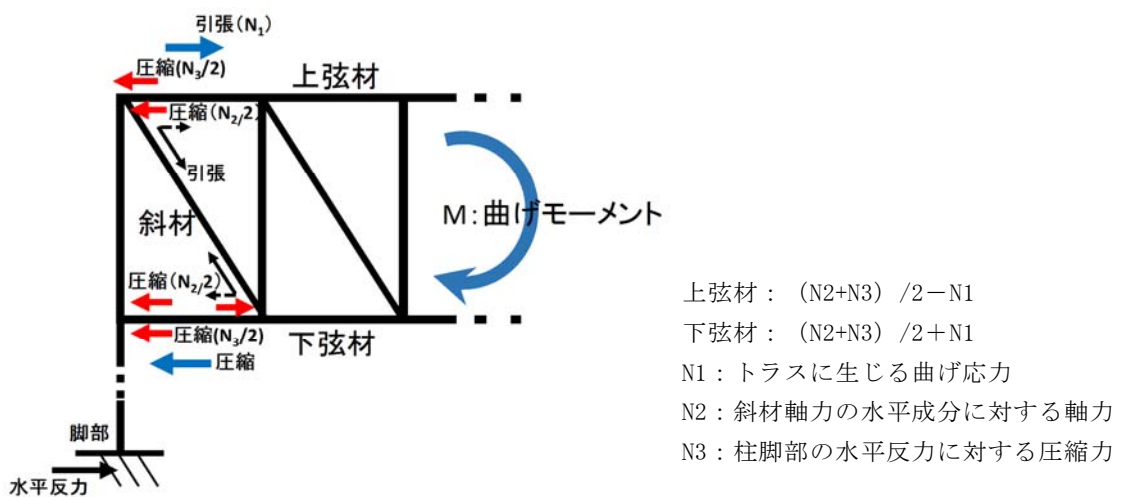 引張(N₁)
圧縮(N₃/2)
上弦材
圧縮(N₂/2)
引張
斜材
M:曲げモーメント
圧縮(N₂/2)
圧縮(N₃/2)
下弦材
圧縮
脚部
水平反力
上弦材： (N2+N3) /2－N1
下弦材： (N2+N3) /2＋N1
N1：トラスに生じる曲げ応力
N2：斜材軸力の水平成分に対する軸力
N3：柱脚部の水平反力に対する圧縮力